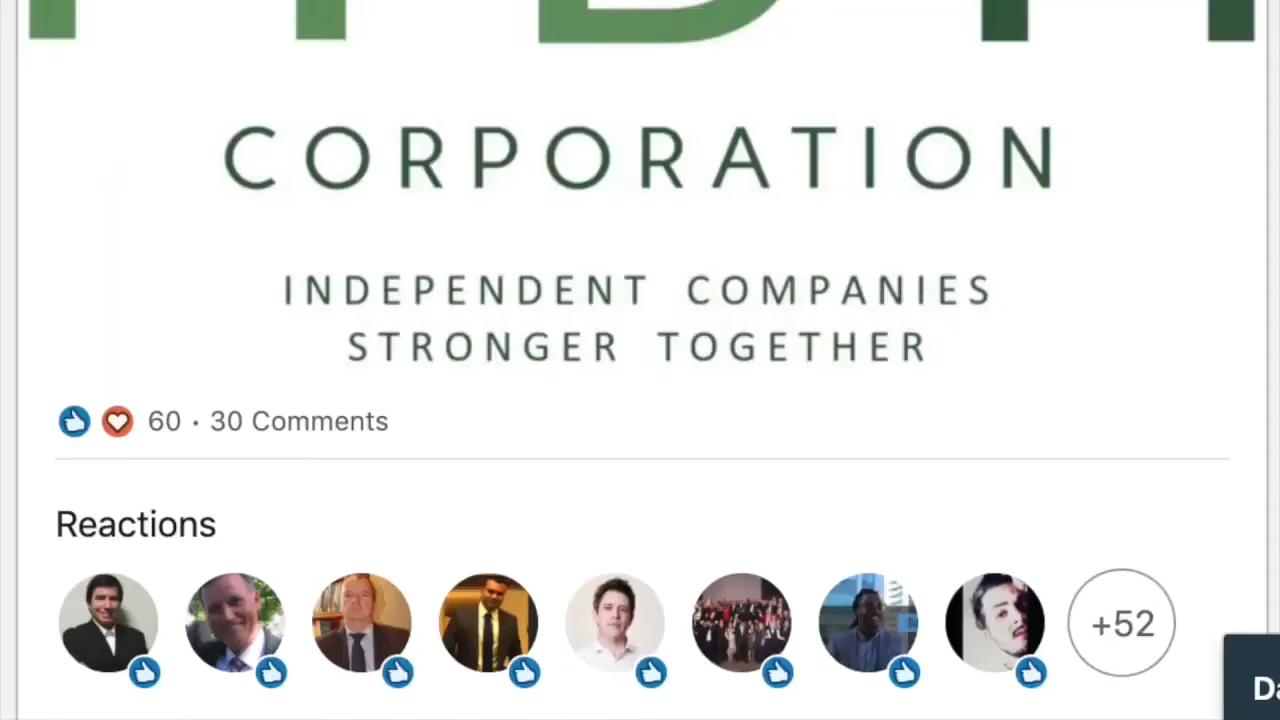 CORPORATION
INDEPENDENT COMPANIES
STRONGER TOGETHER
60 · 30 Comments
Reactions
+52